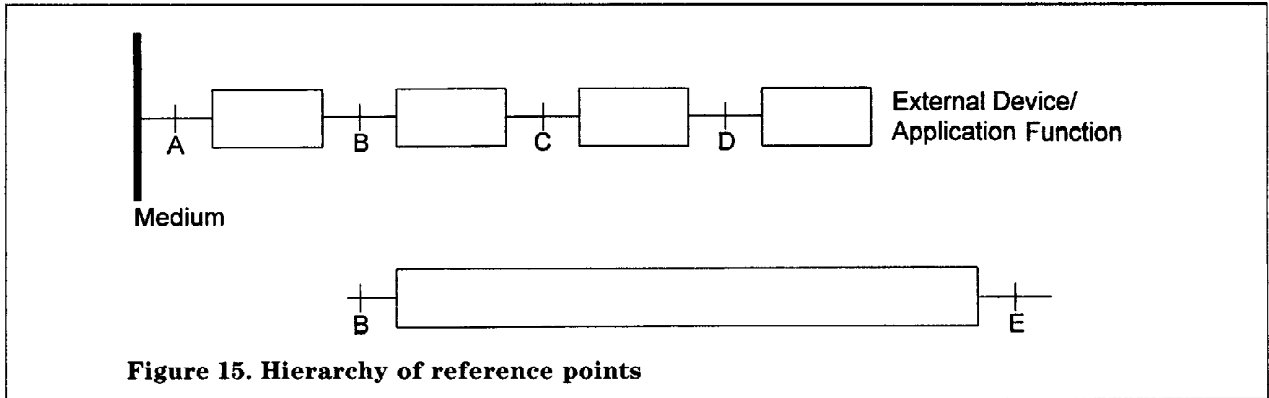 External Device/
Application Function
A
B
C
D
Medium
B
E
Figure 15. Hierarchy of reference points